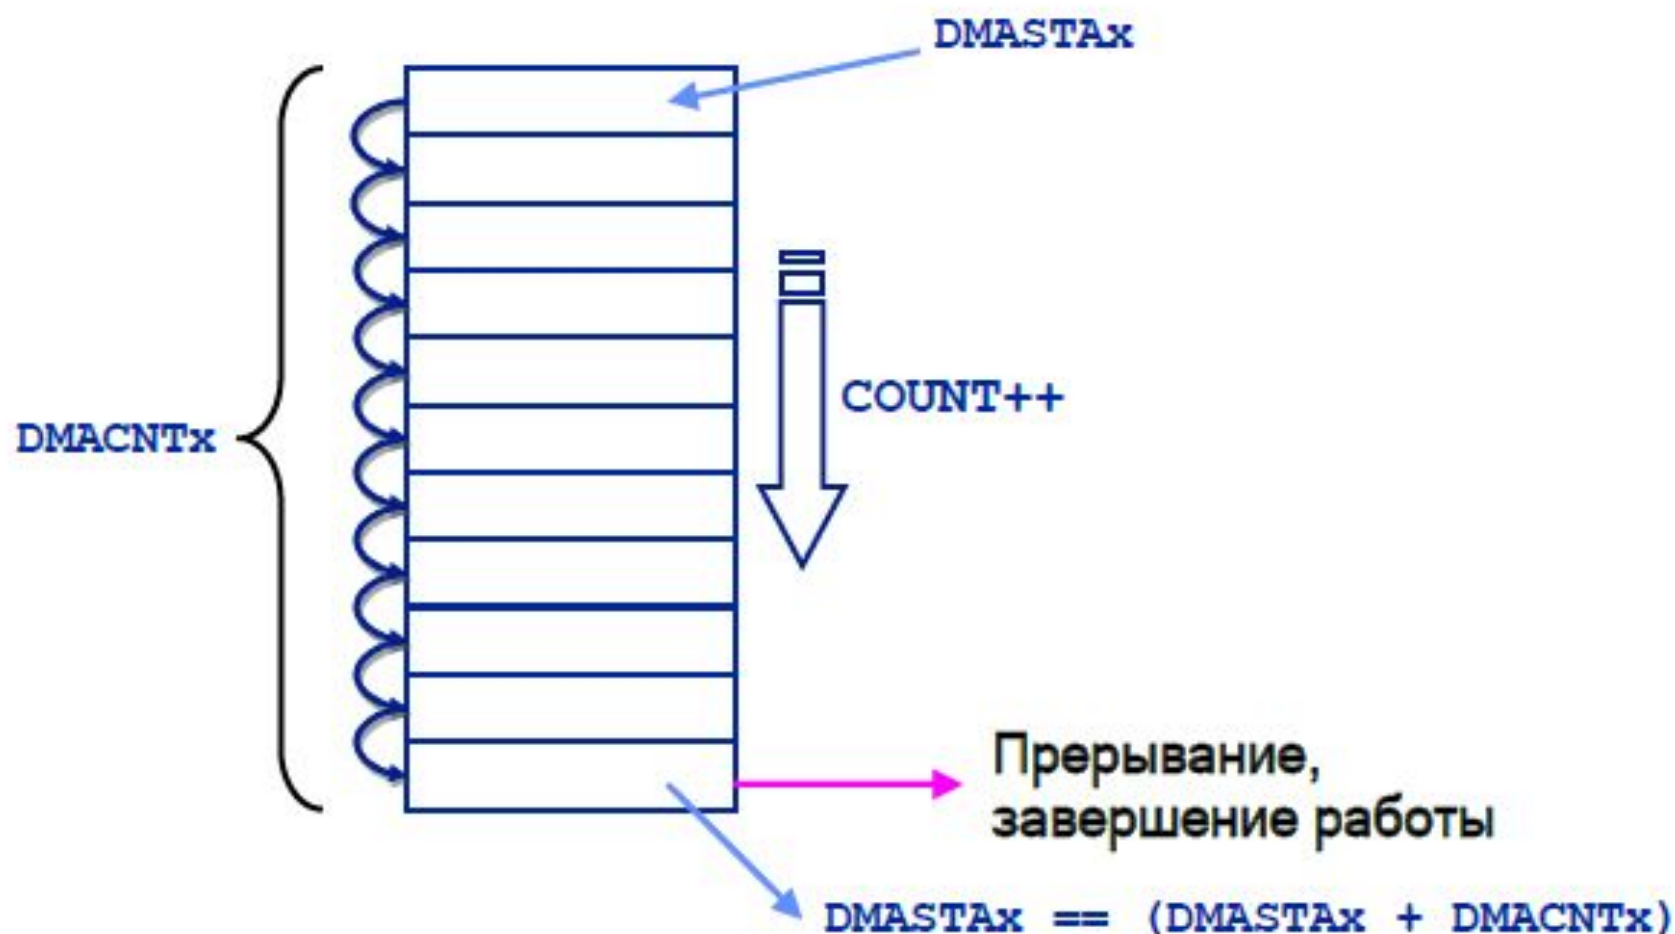 DMASTAx
COUNT++
DMACNTx
Прерывание,
завершение работы
DMASTAx == (DMASTAx + DMACNTx)